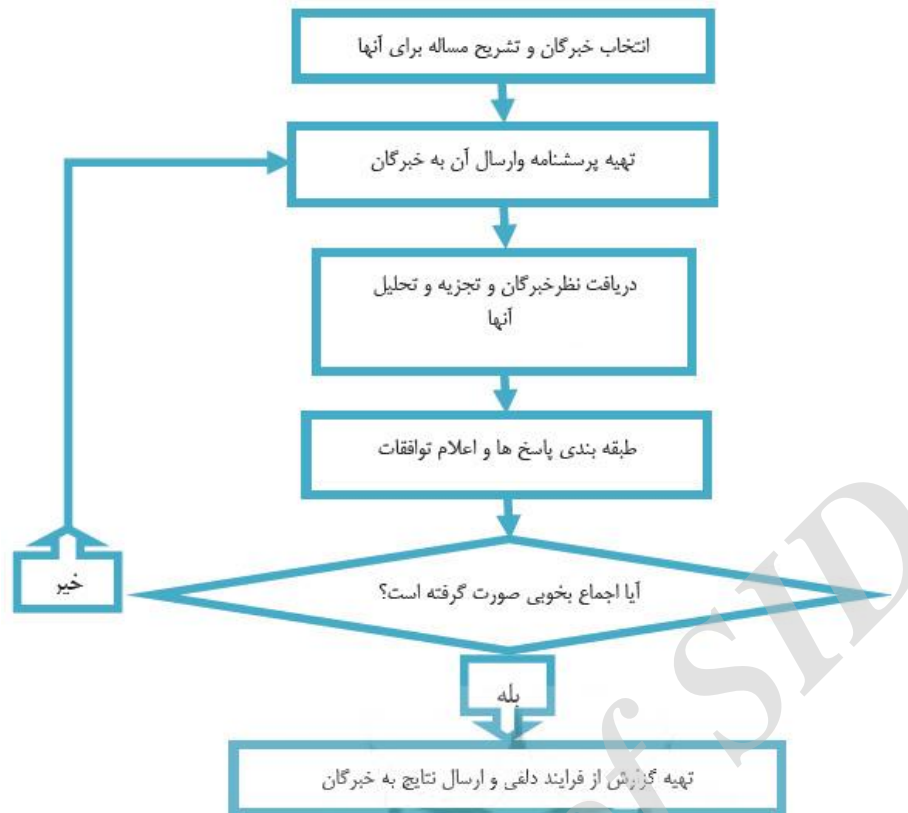 انتخاب خبرگان و تشریح مساله برای آنها
تهیه پرسشنامه وارسال آن به خبرگان
دریافت نظرخبرگان و تجزیه و تحلیل
آنها
طبقه بندی پاسخ ها و اعلام توافقات
آیا اجماع بخوبی صورت گرفته است؟
خیر
بله
تهیه گزارش از فرایند دلفی و ارسال نتایج به خبرگان
of SID